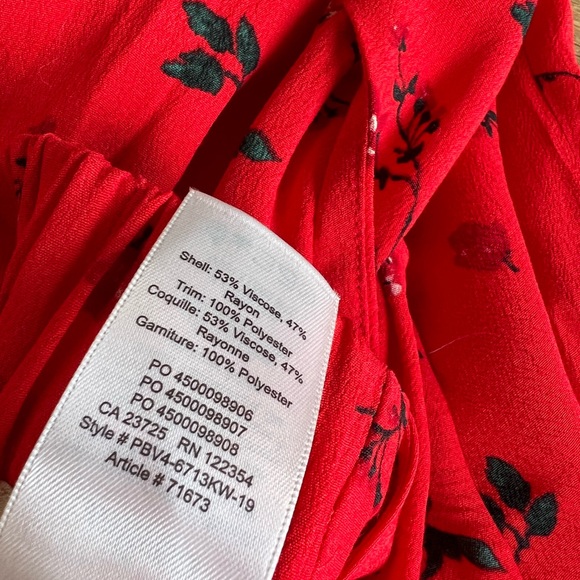 Shell: 53% Viscose, 47%
Rayon
Trim: 100% Polyester
Coquille: 53% Viscose, 47%
Rayonne
Garniture: 100% Polyester
PO 4500098906
PO 4500098907
PO 4500098908
CA 23725 RN 122354
Style # PBV4-6713KW-19
Article # 71673